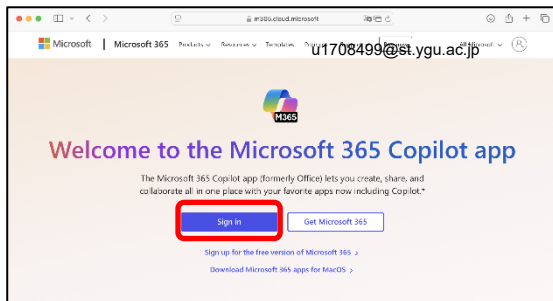 m365.cloud.microsoft
Microsoft | Microsoft 365 Products Resources Templates
u1708499@st.ygu.ac.jp
M365
Welcome to the Microsoft 365 Copilot app
The Microsoft 365 Copilot app (formerly Office) lets you create, share, and
collaborate all in one place with your favorite apps now including Copilot.*
Sign in Get Microsoft 365
Sign up for the free version of Microsoft 365 >
Download Microsoft 365 apps for MacOS >